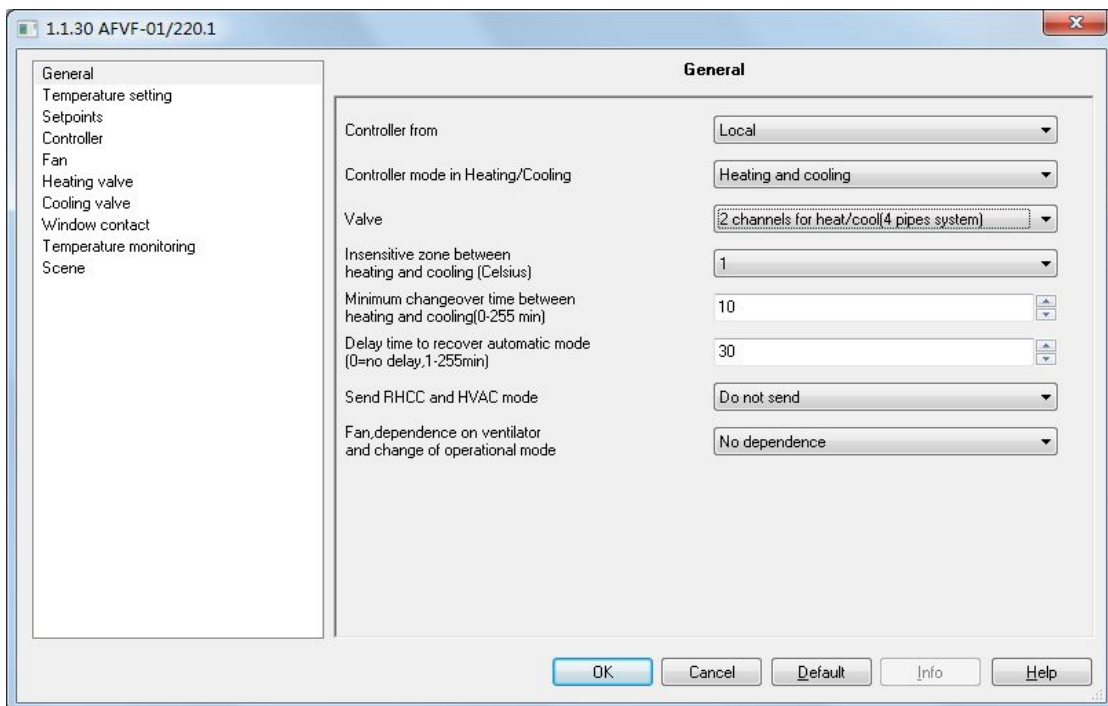 1.1.30 AFVF-01/220.1
General
Temperature setting
Setpoints
Controller
Fan
Heating valve
Cooling valve
Window contact
Temperature monitoring
Scene
General
Controller from
Local
Controller mode in Heating/Cooling
Heating and cooling
Valve
2 channels for heat/cool(4 pipes system)
Insensitive zone between
heating and cooling (Celsius)
1
Minimum changeover time between
heating and cooling(0-255 min)
10
Delay time to recover automatic mode
(0=no delay,1-255min)
30
Send RHCC and HVAC mode
Do not send
Fan,dependence on ventilator
and change of operational mode
No dependence
OK
Cancel
Default
Info
Help